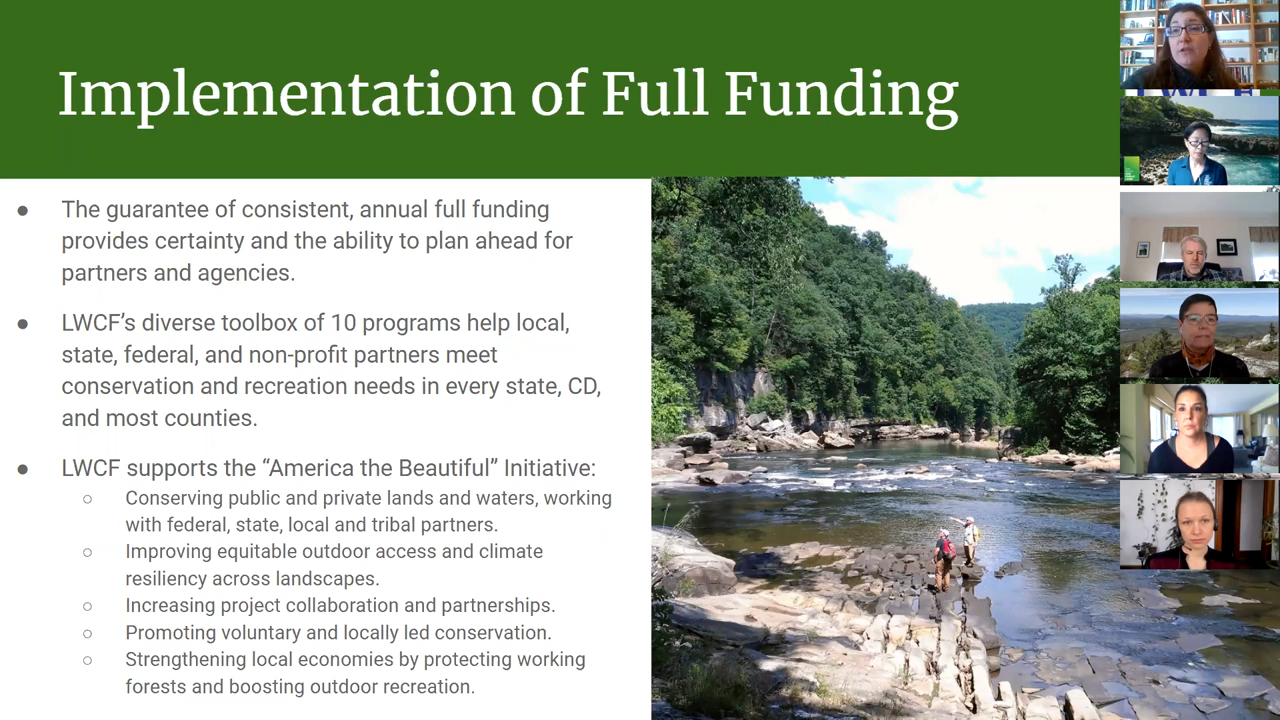 Implementation of Full Funding
● The guarantee of consistent, annual full funding
provides certainty and the ability to plan ahead for
partners and agencies.
● LWCF’s diverse toolbox of 10 programs help local,
state, federal, and non-profit partners meet
conservation and recreation needs in every state, CD,
and most counties.
● LWCF supports the “America the Beautiful” Initiative:
○ Conserving public and private lands and waters, working
with federal, state, local and tribal partners.
○ Improving equitable outdoor access and climate
resiliency across landscapes.
○ Increasing project collaboration and partnerships.
○ Promoting voluntary and locally led conservation.
○ Strengthening local economies by protecting working
forests and boosting outdoor recreation.